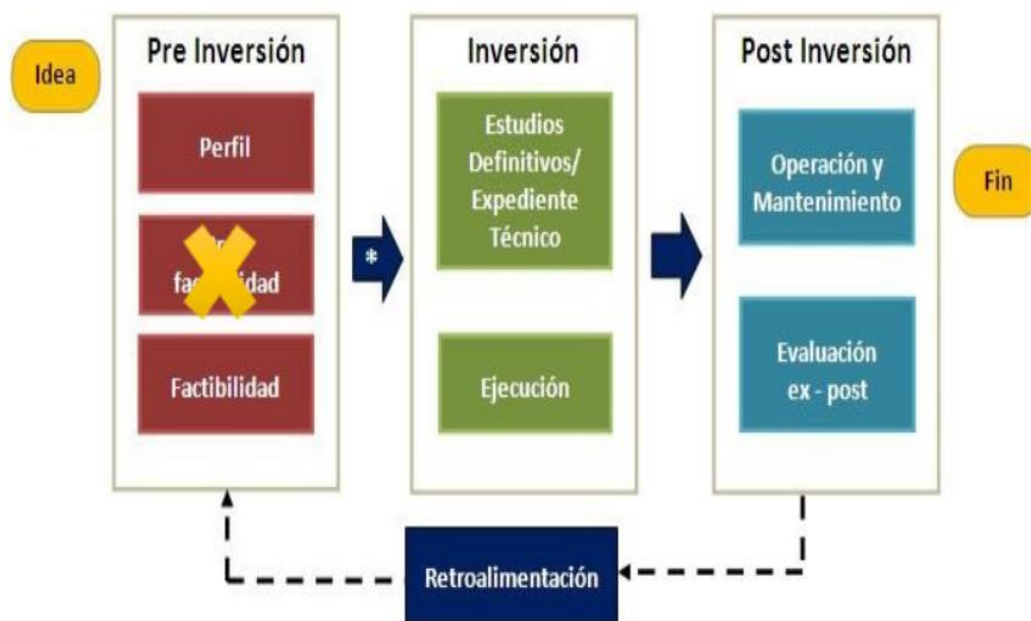 Idea
Pre Inversión
Perfil
Factibilidad
*
Inversión
Estudios
Definitivos/
Expediente
Técnico
Ejecución
Post Inversión
Operación y
Mantenimiento
Evaluación
ex - post
Fin
Retroalimentación